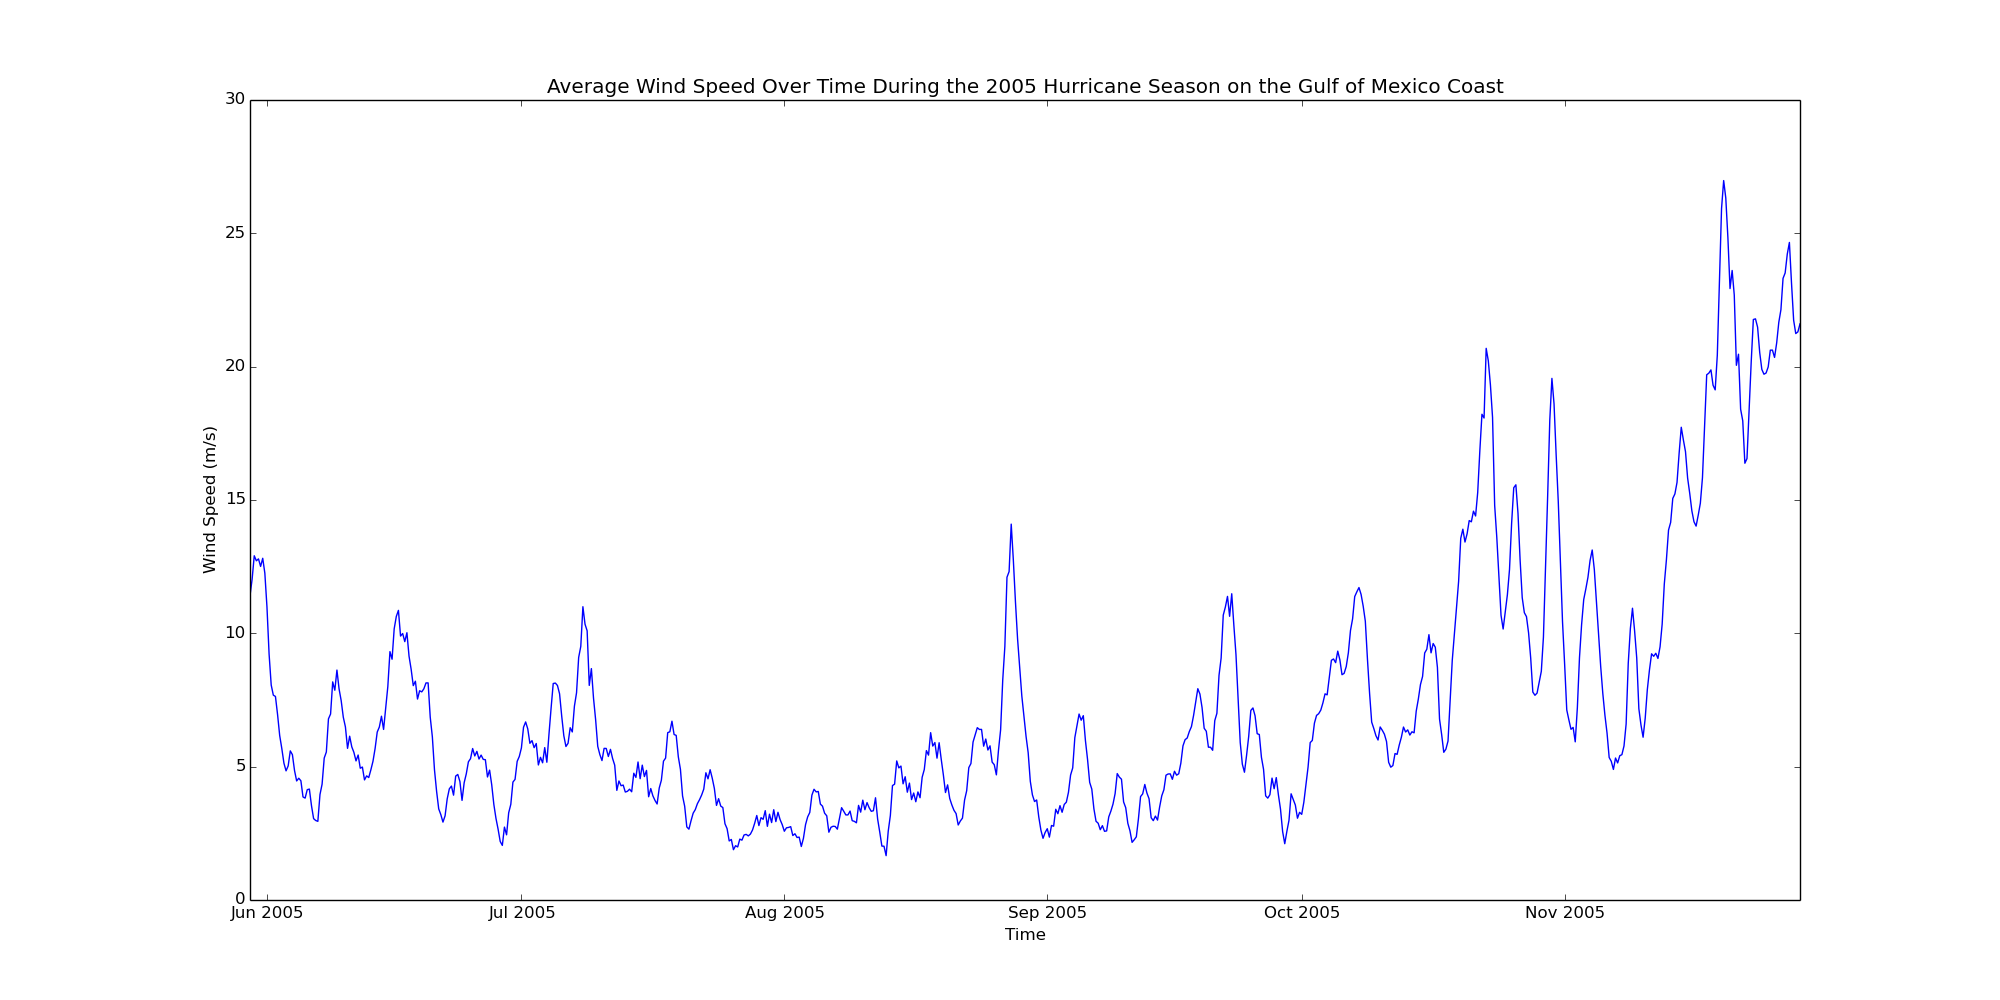 Average Wind Speed Over Time During the 2005 Hurricane Season on the Gulf of Mexico Coast
30
25
20
15
10
5
0
Wind Speed (m/s)
Jun 2005 Jul 2005 Aug 2005 Sep 2005 Oct 2005 Nov 2005
Time